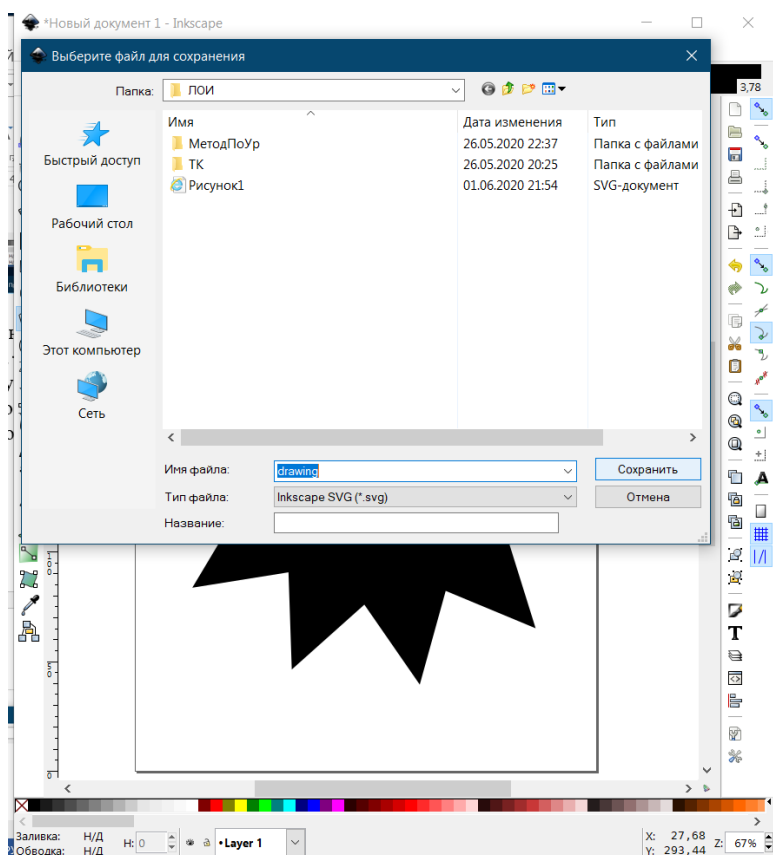 *Новый документ 1 - Inkscape
Выберите файл для сохранения
Папка: ПОИ
3,78
Имя Дата изменения Тип
МетодПоУр 26.05.2020 22:37 Папка с файлами
ТК 26.05.2020 20:25 Папка с файлами
Рисунок1 01.06.2020 21:54 SVG-документ
Быстрый доступ
Рабочий стол
Библиотеки
Этот компьютер
Сеть
Имя файла: drawing Сохранить
Тип файла: Inkscape SVG (*.svg) Отмена
Название:
Заливка: Н/Д
Обводка: Н/Д
Н: 0
•Layer 1
X: 27,68
Y: 293,44
Z: 67%